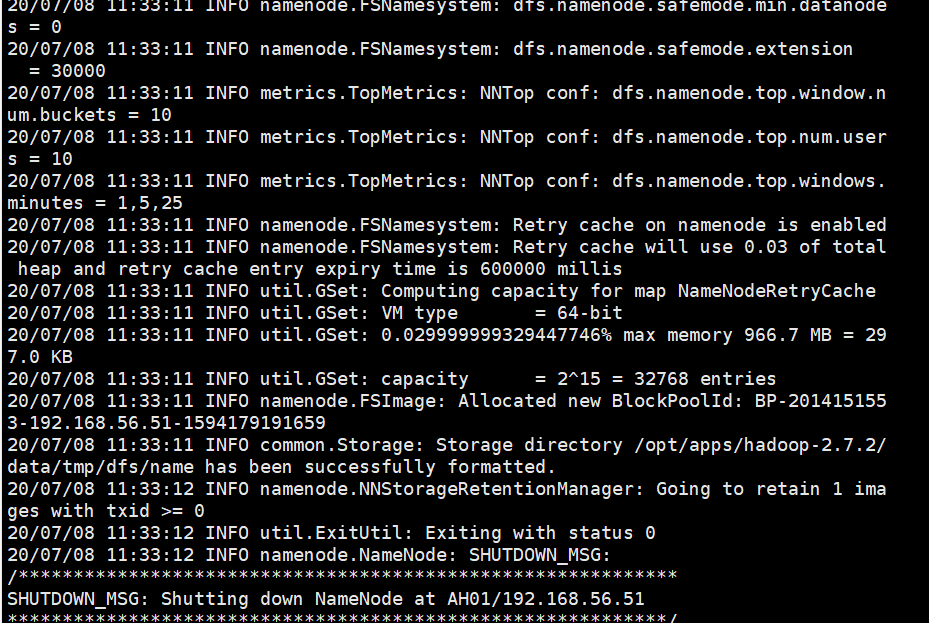 20/07/08 11:33:11 INFO namenode.FSNamesystem: dfs.namenode.safemode.min.datanode
s = 0
20/07/08 11:33:11 INFO namenode.FSNamesystem: dfs.namenode.safemode.extension
  = 30000
20/07/08 11:33:11 INFO metrics.TopMetrics: NNTop conf: dfs.namenode.top.window.n
um.buckets = 10
20/07/08 11:33:11 INFO metrics.TopMetrics: NNTop conf: dfs.namenode.top.num.user
s = 10
20/07/08 11:33:11 INFO metrics.TopMetrics: NNTop conf: dfs.namenode.top.windows.
minutes = 1,5,25
20/07/08 11:33:11 INFO namenode.FSNamesystem: Retry cache on namenode is enabled
20/07/08 11:33:11 INFO namenode.FSNamesystem: Retry cache will use 0.03 of total
 heap and retry cache entry expiry time is 600000 millis
20/07/08 11:33:11 INFO util.GSet: Computing capacity for map NameNodeRetryCache
20/07/08 11:33:11 INFO util.GSet: VM type       = 64-bit
20/07/08 11:33:11 INFO util.GSet: 0.029999999329447746% max memory 966.7 MB = 29
7.0 KB
20/07/08 11:33:11 INFO util.GSet: capacity      = 2^15 = 32768 entries
20/07/08 11:33:11 INFO namenode.FSImage: Allocated new BlockPoolId: BP-201415155
3-192.168.56.51-1594179191659
20/07/08 11:33:11 INFO common.Storage: Storage directory /opt/apps/hadoop-2.7.2/
data/tmp/dfs/name has been successfully formatted.
20/07/08 11:33:12 INFO namenode.NNStorageRetentionManager: Going to retain 1 ima
ges with txid >= 0
20/07/08 11:33:12 INFO util.ExitUtil: Exiting with status 0
20/07/08 11:33:12 INFO namenode.NameNode: SHUTDOWN_MSG:
/************************************************************
SHUTDOWN_MSG: Shutting down NameNode at AH01/192.168.56.51
************************************************************/